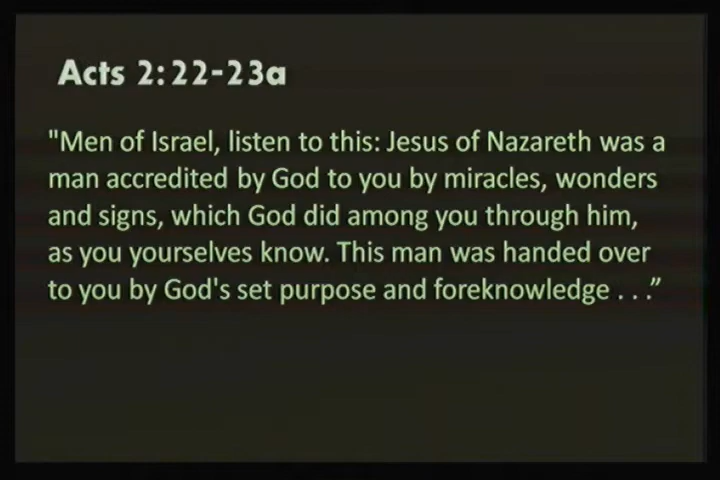 Acts 2:22-23a
"Men of Israel, listen to this: Jesus of Nazareth was a
man accredited by God to you by miracles, wonders
and signs, which God did among you through him,
as you yourselves know. This man was handed over
to you by God's set purpose and foreknowledge . . .”